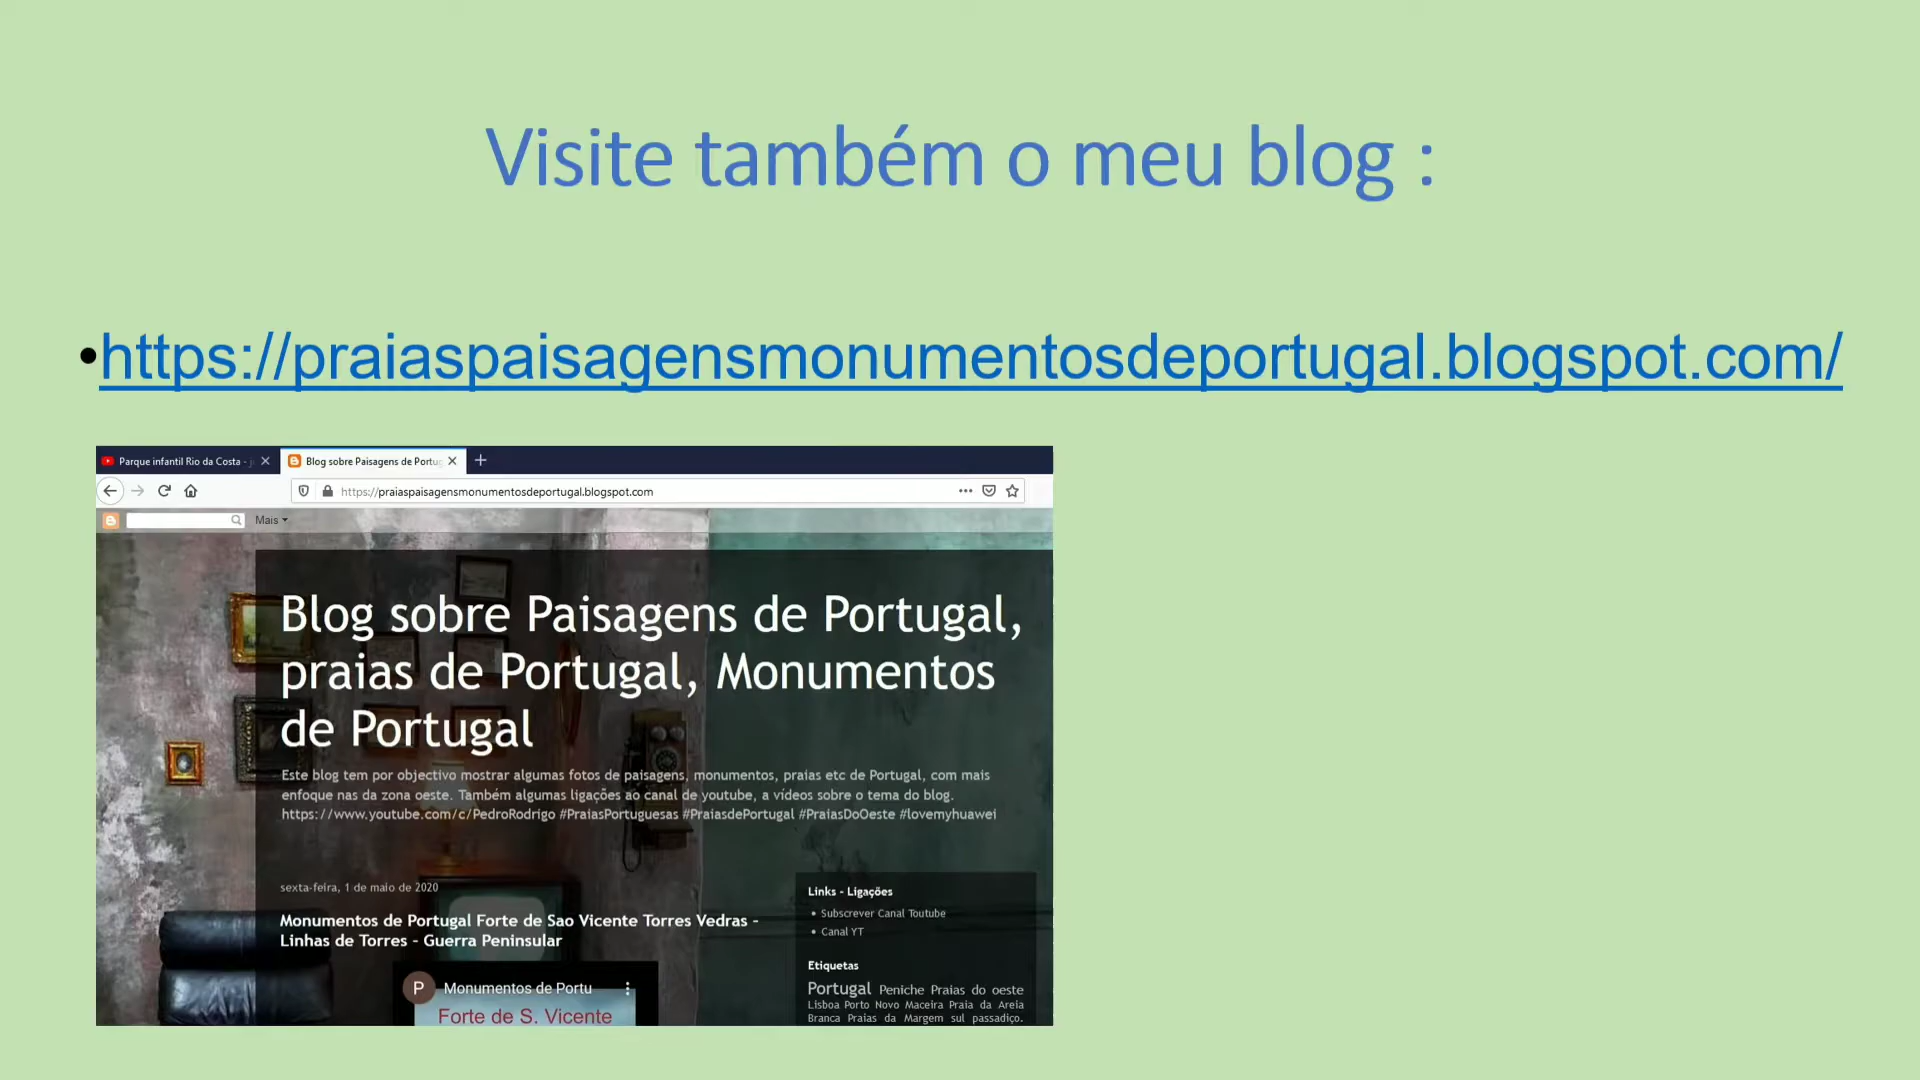 Visite também o meu blog :
•https://praiaspaisagensmonumentosdeportugal.blogspot.com/
Parque infantil Rio da Costa -
Blog sobre Paisagens de Portug
https://praiaspaisagensmonumentosdeportugal.blogspot.com
Mais
Blog sobre Paisagens de Portugal,
praias de Portugal, Monumentos
de Portugal
Este blog tem por objectivo mostrar algumas fotos de paisagens, monumentos, praias etc de Portugal, com mais
enfoque nas da zona oeste. Também algumas ligações ao canal de youtube, a vídeos sobre o tema do blog.
https://www.youtube.com/c/PedroRodrigo #PraiasPortuguesas #PraiasdePortugal #PraiasDoOeste #lovemyhuawei
sexta-feira, 1 de maio de 2020
Monumentos de Portugal Forte de Sao Vicente Torres Vedras -
Linhas de Torres - Guerra Peninsular
P Monumentos de Portu
Forte de S. Vicente
Links - Ligações
• Subscrever Canal Toutube
• Canal YT
Etiquetas
Portugal Peniche Praias do oeste
Lisboa Porto Novo Maceira Praia da Areia
Branca Praias da Margem sul passadiço.